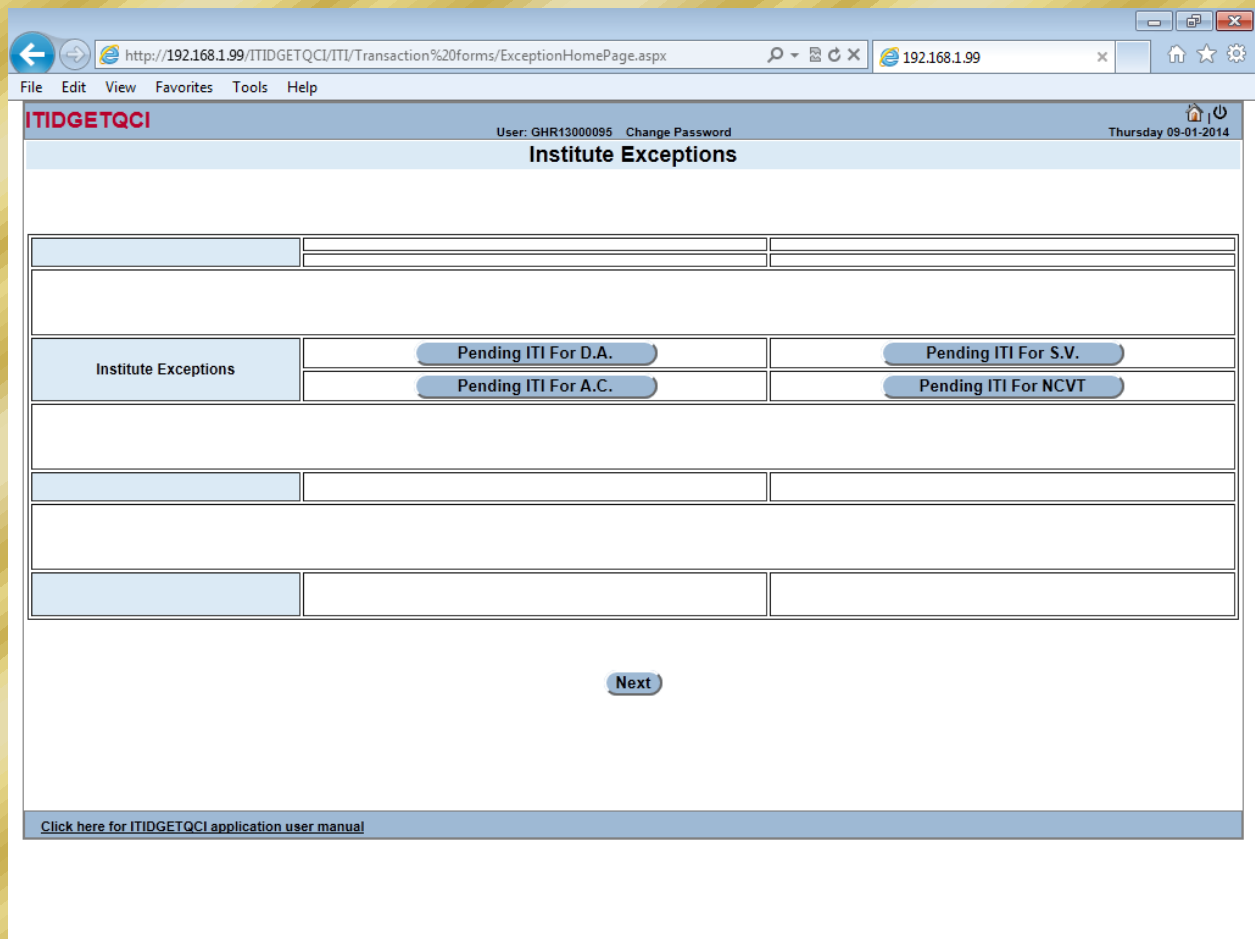 http://192.168.1.99/ITIDGETQCI/ITI/Transaction%20forms/ExceptionHomePage.aspx
192.168.1.99
File Edit View Favorites Tools Help
ITIDGETQCI
User: GHR13000095 Change Password
Thursday 09-01-2014
Institute Exceptions
Institute Exceptions
Pending ITI For D.A. Pending ITI For S.V.
Pending ITI For A.C. Pending ITI For NCVT
Next
Click here for ITIDGETQCI application user manual